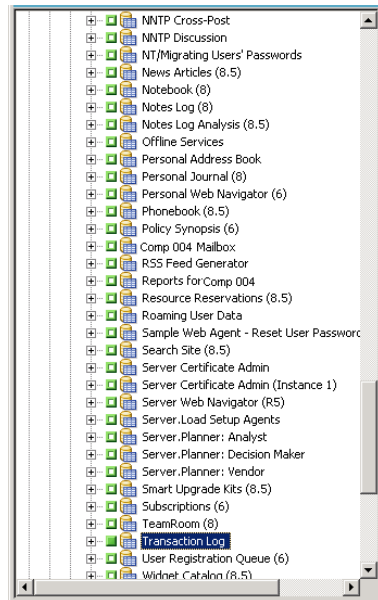 NNTP Cross-Post
NNTP Discussion
NT/Migrating Users' Passwords
News Articles (8.5)
Notebook (8)
Notes Log (8)
Notes Log Analysis (8.5)
Offline Services
Personal Address Book
Personal Journal (8)
Personal Web Navigator (6)
Phonebook (8.5)
Policy Synopsis (6)
Comp 004 Mailbox
RSS Feed Generator
Reports for Comp 004
Resource Reservations (8.5)
Roaming User Data
Sample Web Agent - Reset User Passworc
Search Site (8.5)
Server Certificate Admin
Server Certificate Admin (Instance 1)
Server Web Navigator (R5)
Server.Load Setup Agents
Server.Planner: Analyst
Server.Planner: Decision Maker
Server.Planner: Vendor
Smart Upgrade Kits (8.5)
Subscriptions (6)
TeamRoom (8)
Transaction Log
User Registration Queue (6)
Widget Catalog (8.5)